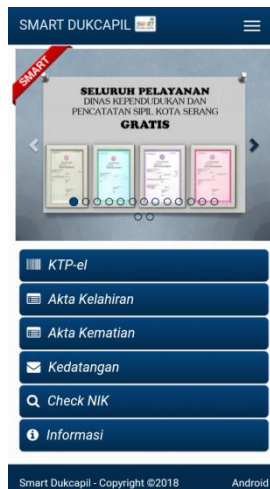 SMART DUKCAPIL
SMART
SELURUH PELAYANAN
DINAS KEPENDUDUKAN DAN
PENCATATAN SIPIL KOTA SERANG
GRATIS
KTP-el
Akta Kelahiran
Akta Kematian
Kedatangan
Check NIK
Informasi
Smart Dukcapil - Copyright ©2018 Android